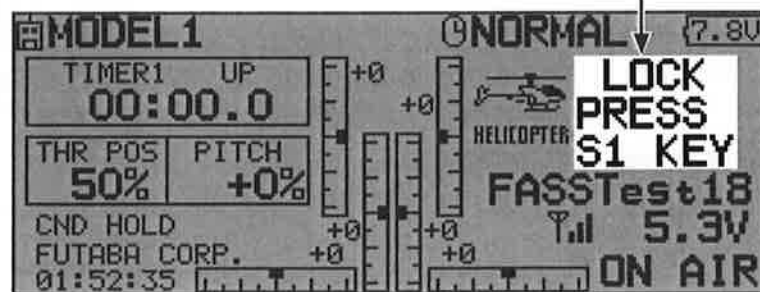 MODEL1
NORMAL
7.8V
TIMER1 UP
00:00.0
+0
+0
HELICOPTER
LOCK
PRESS
S1 KEY
THR POS PITCH
50% +0%
FASSTest18
5.3V
CND HOLD
FUTABA CORP.
01:52:35
+0
+0
+0
+0
ON AIR